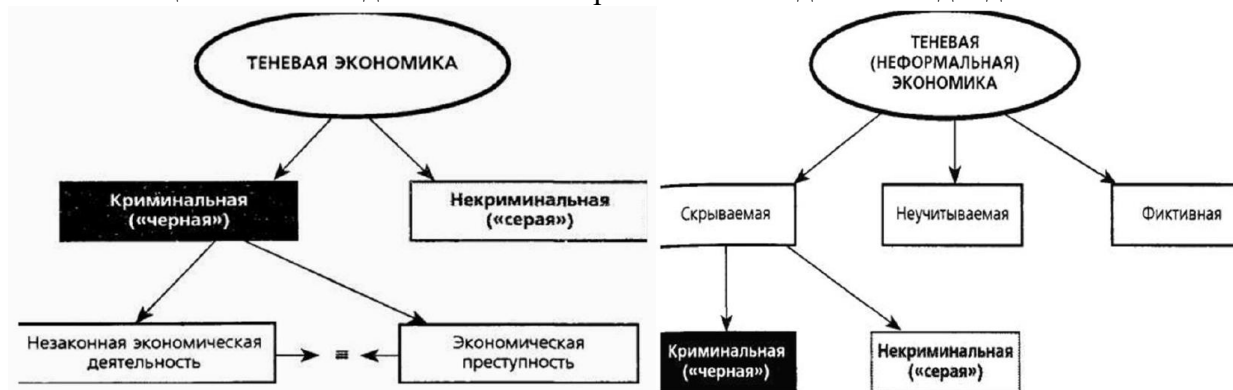 ТЕНЕВАЯ ЭКОНОМИКА
Криминальная
(«черная»)
Некриминальная
(«серая»)
Незаконная экономическая
деятельность
≡
Экономическая
преступность
ТЕНЕВАЯ
(НЕФОРМАЛЬНАЯ)
ЭКОНОМИКА
Скрываемая
Неучитываемая
Фиктивная
Криминальная
(«черная»)
Некриминальная
(«серая»)